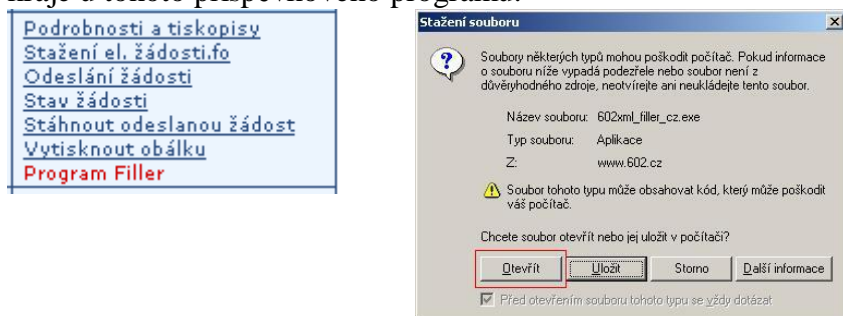 hraje u tohoto příspěvkového programu.
Podrobnosti a tiskopisy
Stažení el. žádosti.fo
Odeslání žádosti
Stav žádosti
Stáhnout odeslanou žádost
Vytisknout obálku
Program Filler
Stažení souboru
Soubory některých typů mohou poškodit počítač. Pokud informace
o souboru níže vypadá podezřele nebo soubor není z
důvěryhodného zdroje, neotvírejte ani neukládejte tento soubor.
Název souboru: 602xml_filler_cz.exe
Typ souboru: Aplikace
Z: www.602.cz
Soubor tohoto typu může obsahovat kód, který může poškodit
váš počítač.
Chcete soubor otevřít nebo jej uložit v počítači?
Otevřít Uložit Storno Další informace
Před otevřením souboru tohoto typu se vždy dotázat